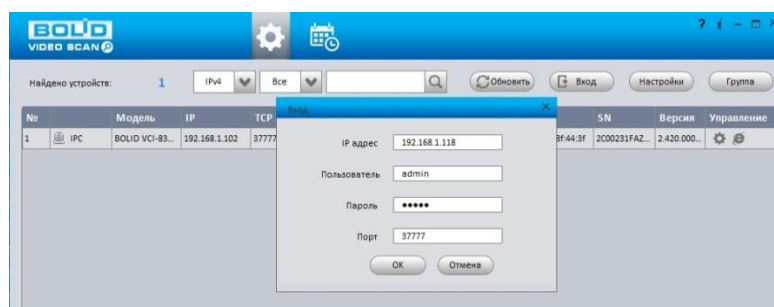 BOLID
VIDEO SCAN
? i
Найдено устройств: 1 IPv4 Все Обновить Вход Настройки Группа
№ Модель IP TCP SN Версия Управление
1 IPC BOLID VCI-83... 192.168.1.102 37777 3f:44:3f 2C00231FAZ... 2.420.000...
Вход
IP адрес 192.168.1.118
Пользователь admin
Пароль •••••
Порт 37777
OK Отмена